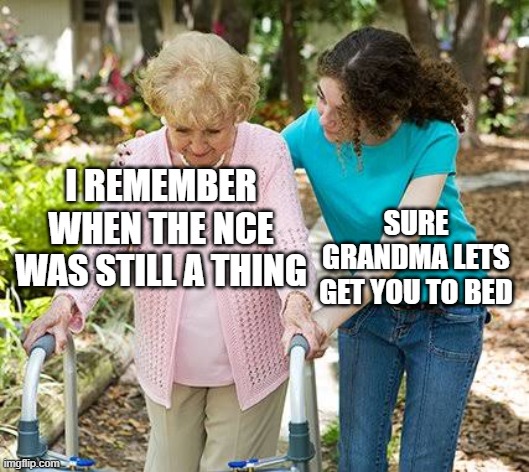 I REMEMBER
WHEN THE NCE
WAS STILL A THING
SURE
GRANDMA LETS
GET YOU TO BED
imgflip.com